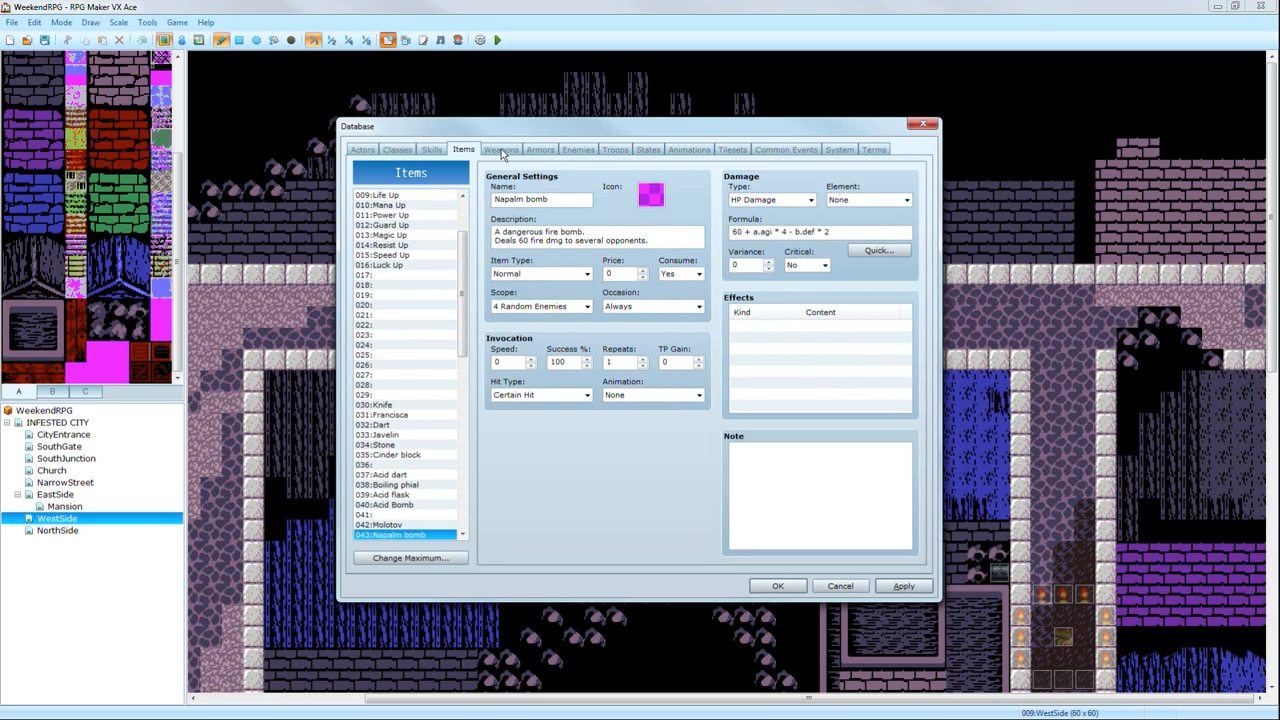 WeekendRPG - RPG Maker VX Ace
File Edit Mode Draw Scale Tools Game Help
Database
Actors Classes Skills Items Weapons Armors Enemies Troops States Animations Tilesets Common Events System Terms
Items
009:Life Up
010:Mana Up
011:Power Up
012:Guard Up
013:Magic Up
014:Resist Up
015:Speed Up
016:Luck Up
017:
018:
019:
020:
021:
022:
023:
024:
025:
026:
027:
028:
029:
030:Knife
031:Francisca
032:Dart
033:Javelin
034:Stone
035:Cinder block
036:
037:Acid dart
038:Boiling phial
039:Acid flask
040:Acid Bomb
041:
042:Molotov
043:Napalm bomb
Change Maximum...
General Settings
Name: Icon:
Napalm bomb
Description:
A dangerous fire bomb.
Deals 60 fire dmg to several opponents.
Item Type: Price: Consume:
Normal 0 Yes
Scope: Occasion:
4 Random Enemies Always
Invocation
Speed: Success %: Repeats: TP Gain:
0 100 1 0
Hit Type: Animation:
Certain Hit None
Damage
Type: Element:
HP Damage None
Formula:
60 + a.agi * 4 - b.def * 2
Variance: Critical: Quick...
0 No
Effects
Kind Content
Note
OK Cancel Apply
A B C
WeekendRPG
INFESTED CITY
CityEntrance
SouthGate
SouthJunction
Church
NarrowStreet
EastSide
Mansion
WestSide
NorthSide
009:WestSide (60 x 60)